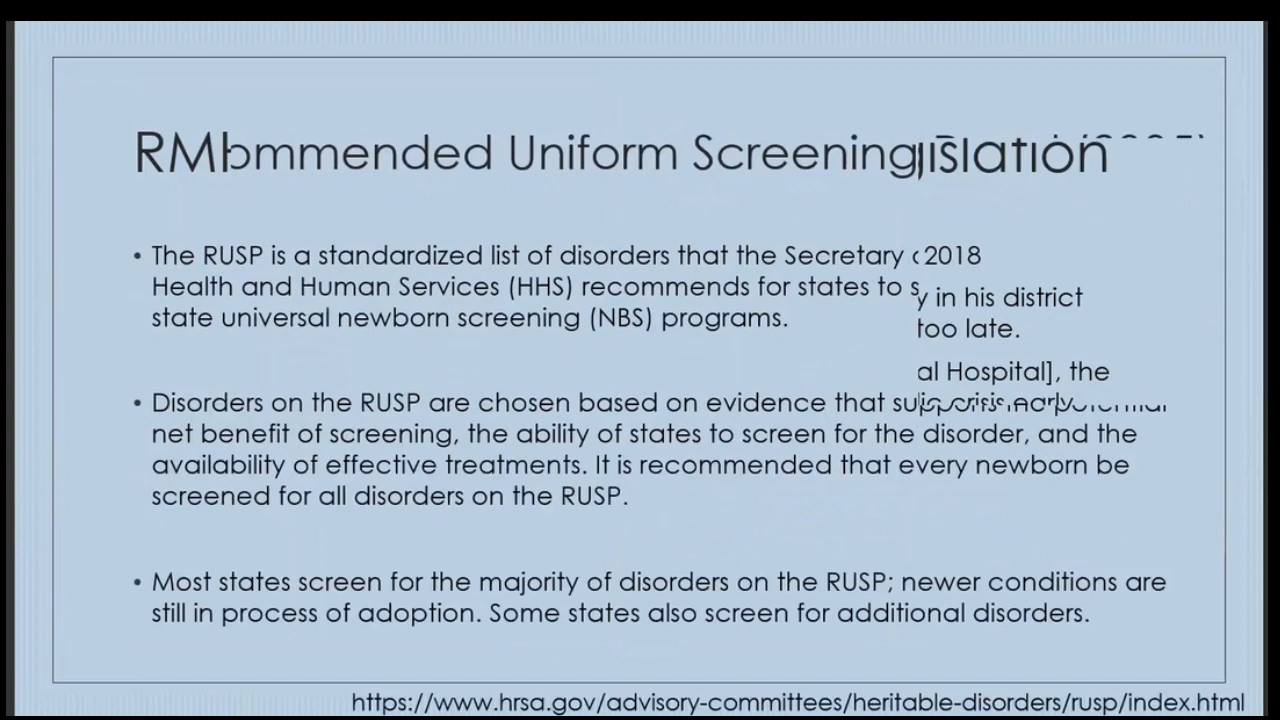 RMI ommended Uniform Screening islation
• The RUSP is a standardized list of disorders that the Secretary 2018
Health and Human Services (HHS) recommends for states to
y in his district
state universal newborn screening (NBS) programs.
too late.
al Hospital], the
• Disorders on the RUSP are chosen based on evidence that
net benefit of screening, the ability of states to screen for the disorder, and the
availability of effective treatments. It is recommended that every newborn be
screened for all disorders on the RUSP.
• Most states screen for the majority of disorders on the RUSP; newer conditions are
still in process of adoption. Some states also screen for additional disorders.
https://www.hrsa.gov/advisory-committees/heritable-disorders/rusp/index.html